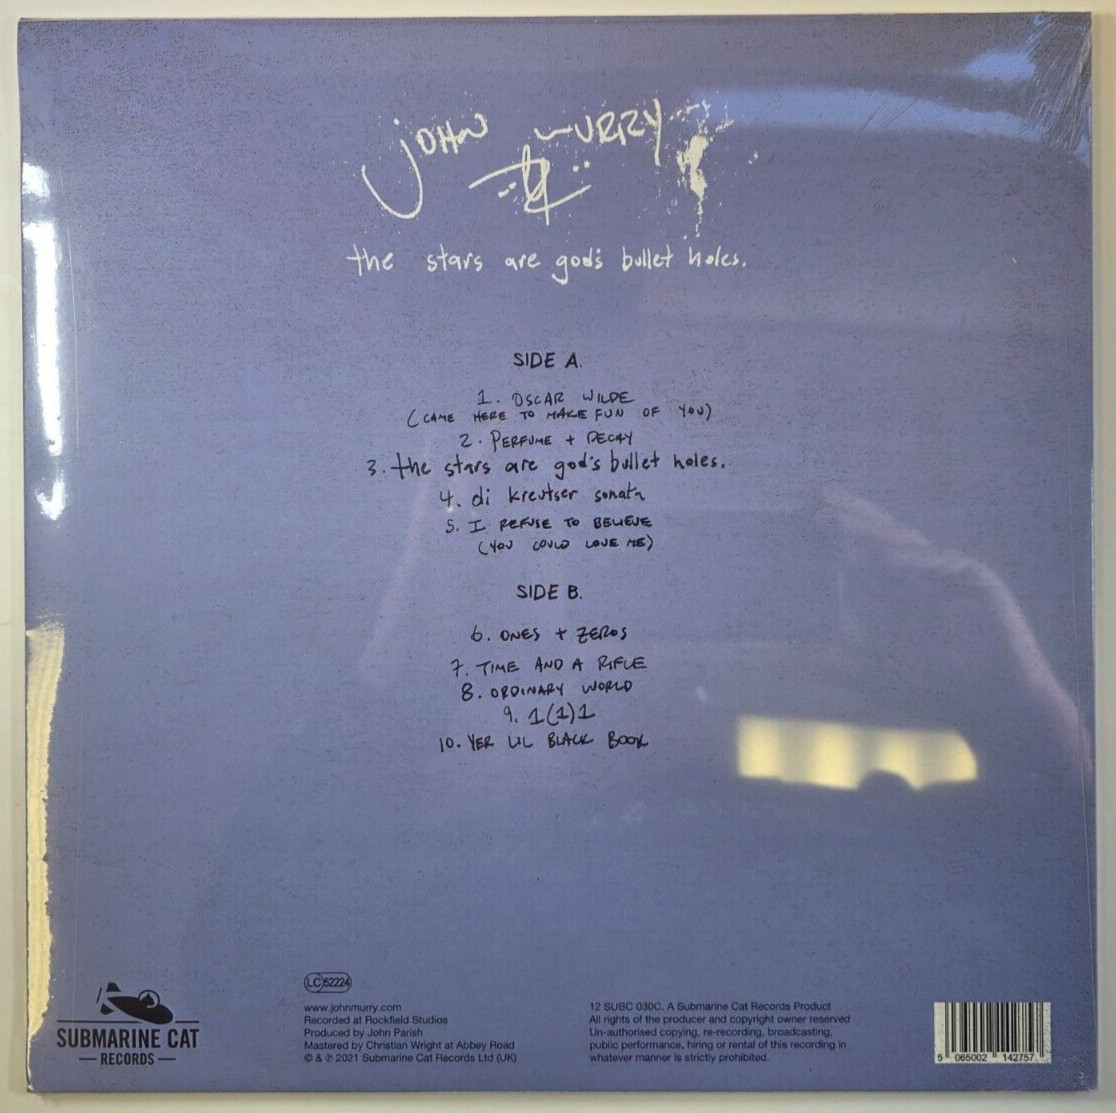 JOHN MURRY
the stars are god's bullet holes.
SIDE A.
1. OSCAR WILDE
(CAME HERE TO MAKE FUN OF YOU)
2. PERFUME + DECAY
3. the stars are god's bullet holes.
4. di kreutser sonata
5. I REFUSE TO BELIEVE
(YOU COULD LOVE ME)
SIDE B.
6. ONES + ZEROS
7. TIME AND A RIFLE
8. ORDINARY WORLD
9. 1(1)1
10. YER LIL BLACK BOOK
LC 52224
www.johnmurry.com
Recorded at Rockfield Studios
Produced by John Parish
Mastered by Christian Wright at Abbey Road
© & ℗ 2021 Submarine Cat Records Ltd (UK)
12 SUBC 030C. A Submarine Cat Records Product
All rights of the producer and copyright owner reserved
Un-authorised copying, re-recording, broadcasting,
public performance, hiring or rental of this recording in
whatever manner is strictly prohibited.
SUBMARINE CAT
RECORDS
5 065002 142757